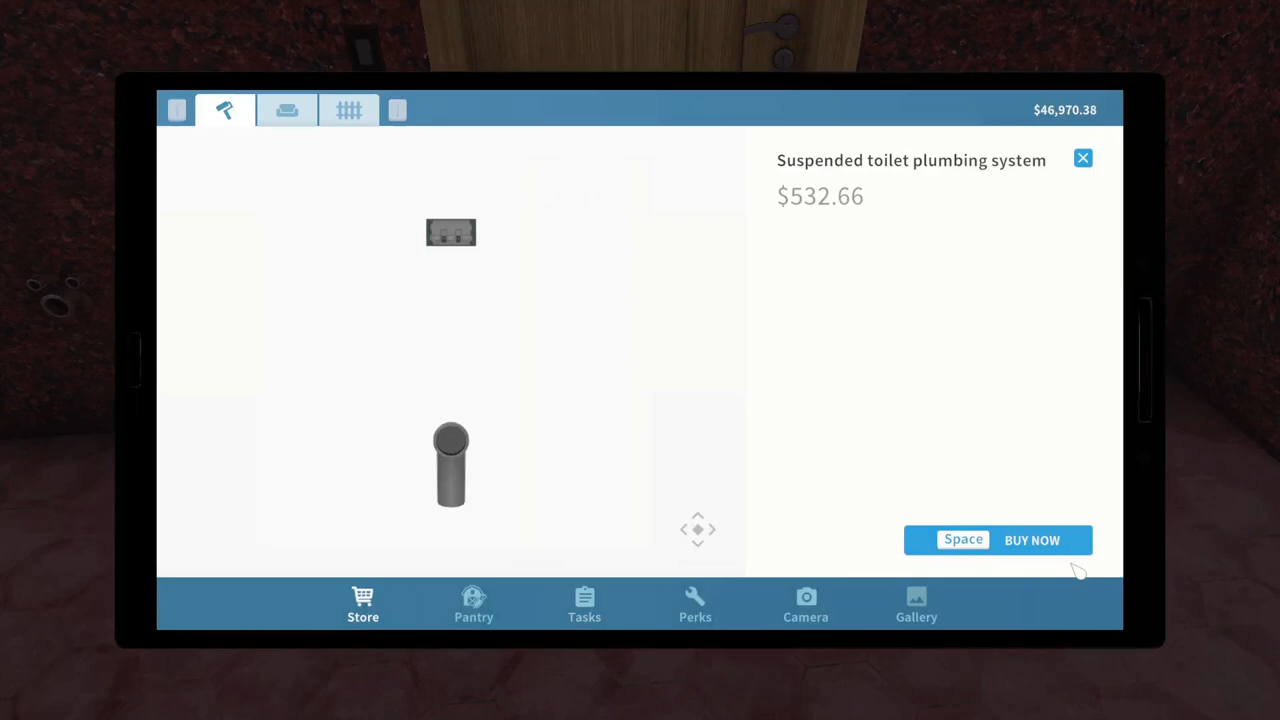 $46,970.38
Suspended toilet plumbing system
$532.66
Space BUY NOW
Store Pantry Tasks Perks Camera Gallery